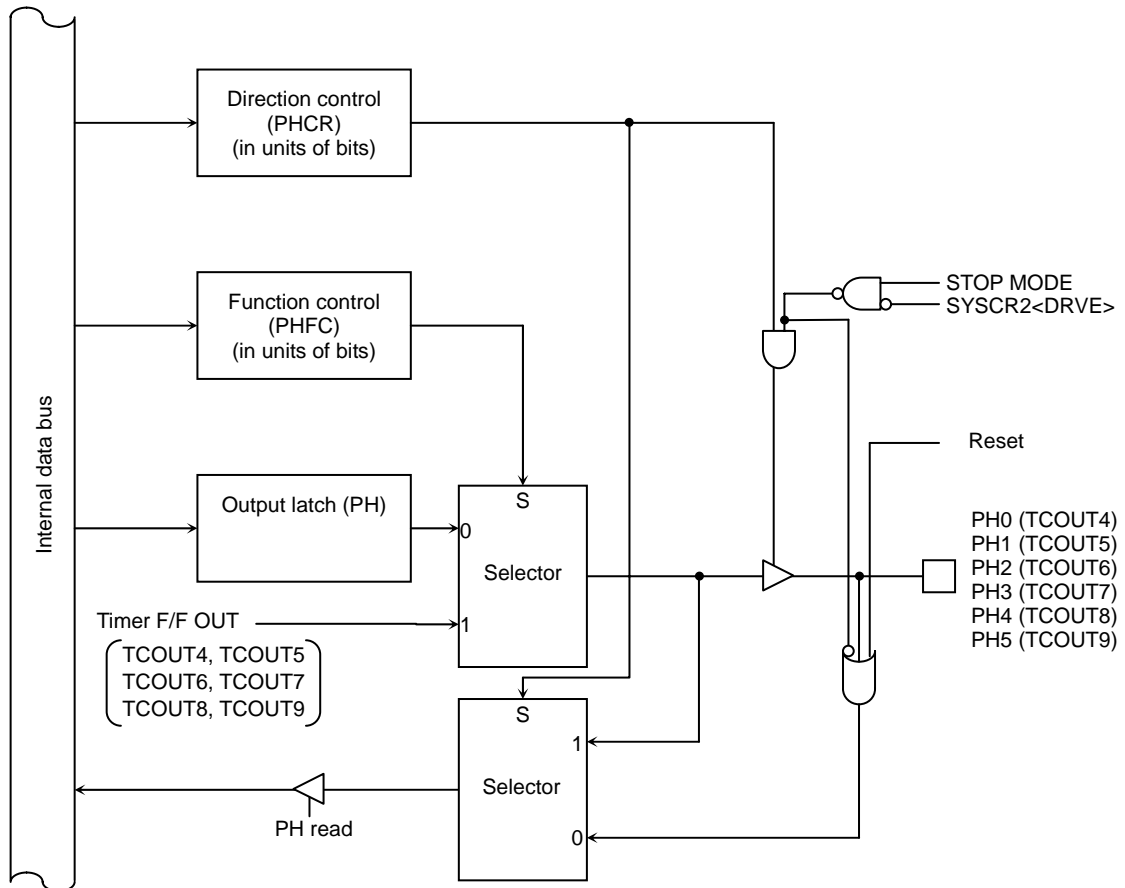 Internal data bus
Direction control
(PHCR)
(in units of bits)
Function control
(PHFC)
(in units of bits)
STOP MODE
SYSCR2<DRVE>
Output latch (PH)
S
0
Selector
1
Reset
PH0 (TCOUT4)
PH1 (TCOUT5)
PH2 (TCOUT6)
PH3 (TCOUT7)
PH4 (TCOUT8)
PH5 (TCOUT9)
Timer F/F OUT
TCOUT4, TCOUT5
TCOUT6, TCOUT7
TCOUT8, TCOUT9
S
1
Selector
0
PH read